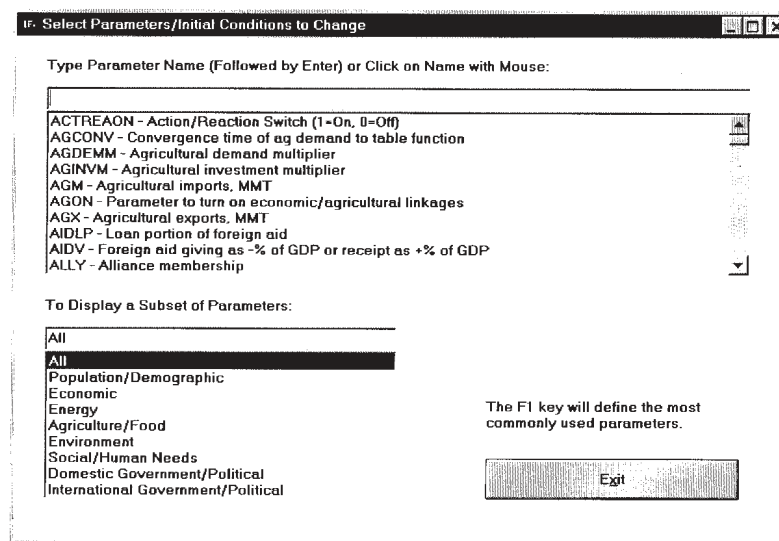 IF. Select Parameters/Initial Conditions to Change
Type Parameter Name (Followed by Enter) or Click on Name with Mouse:
ACTREAON - Action/Reaction Switch (1=On, 0=Off)
AGCONV - Convergence time of ag demand to table function
AGDEMM - Agricultural demand multiplier
AGINVM - Agricultural investment multiplier
AGM - Agricultural imports, MMT
AGON - Parameter to turn on economic/agricultural linkages
AGX - Agricultural exports, MMT
AIDLP - Loan portion of foreign aid
AIDV - Foreign aid giving as -% of GDP or receipt as +% of GDP
ALLY - Alliance membership
To Display a Subset of Parameters:
All
All
Population/Demographic
Economic
Energy
Agriculture/Food
Environment
Social/Human Needs
Domestic Government/Political
International Government/Political
The F1 key will define the most
commonly used parameters.
Exit